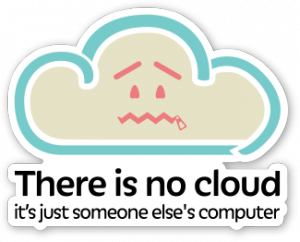 There is no cloud
it's just someone else's computer